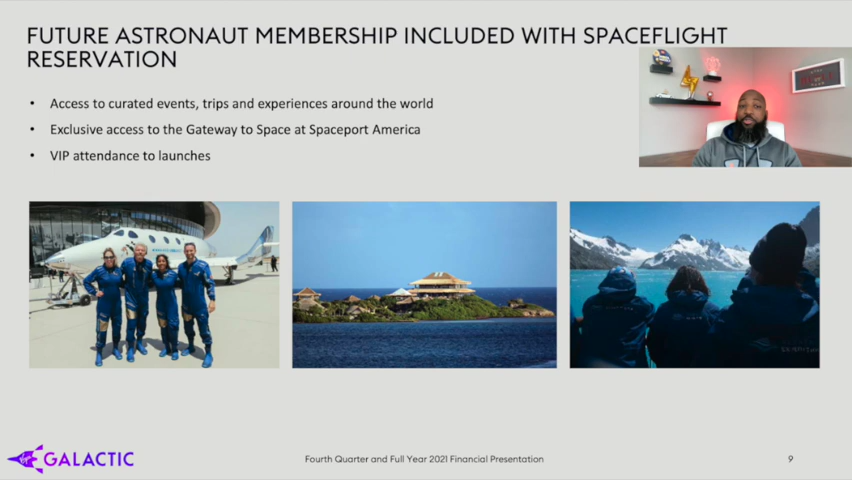 FUTURE ASTRONAUT MEMBERSHIP INCLUDED WITH SPACEFLIGHT
RESERVATION
• Access to curated events, trips and experiences around the world
• Exclusive access to the Gateway to Space at Spaceport America
• VIP attendance to launches
GALACTIC
Fourth Quarter and Full Year 2021 Financial Presentation
9